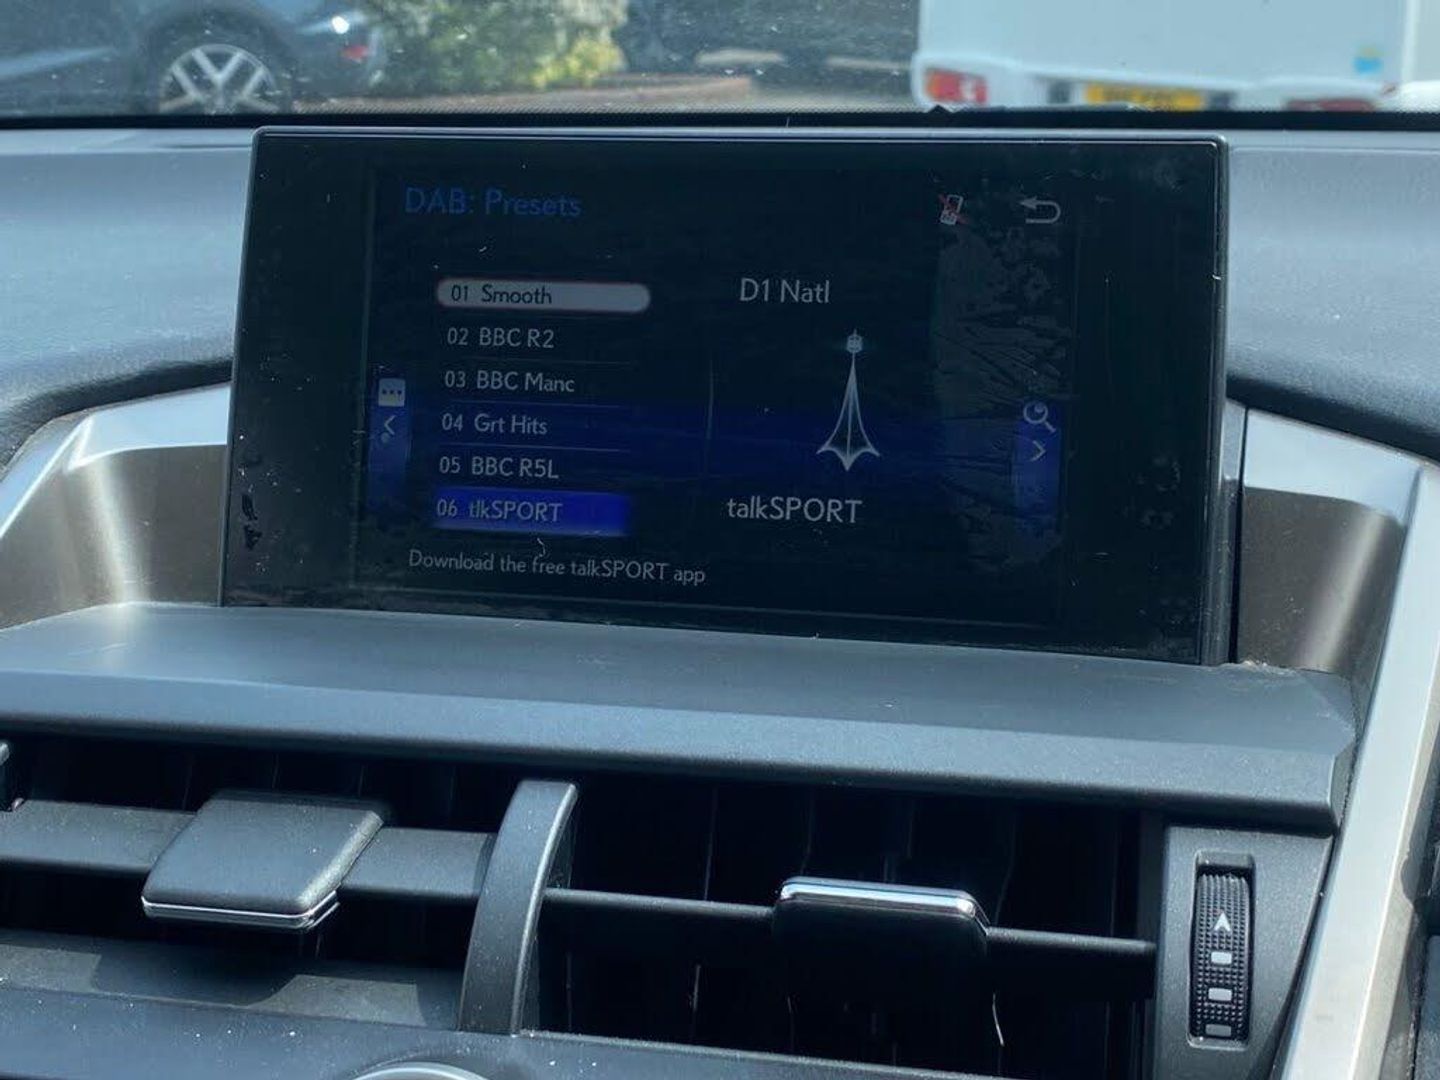 DAB: Presets
01 Smooth
D1 Natl
02 BBC R2
03 BBC Manc
04 Grt Hits
05 BBC R5L
06 tlkSPORT
talkSPORT
Download the free talkSPORT app